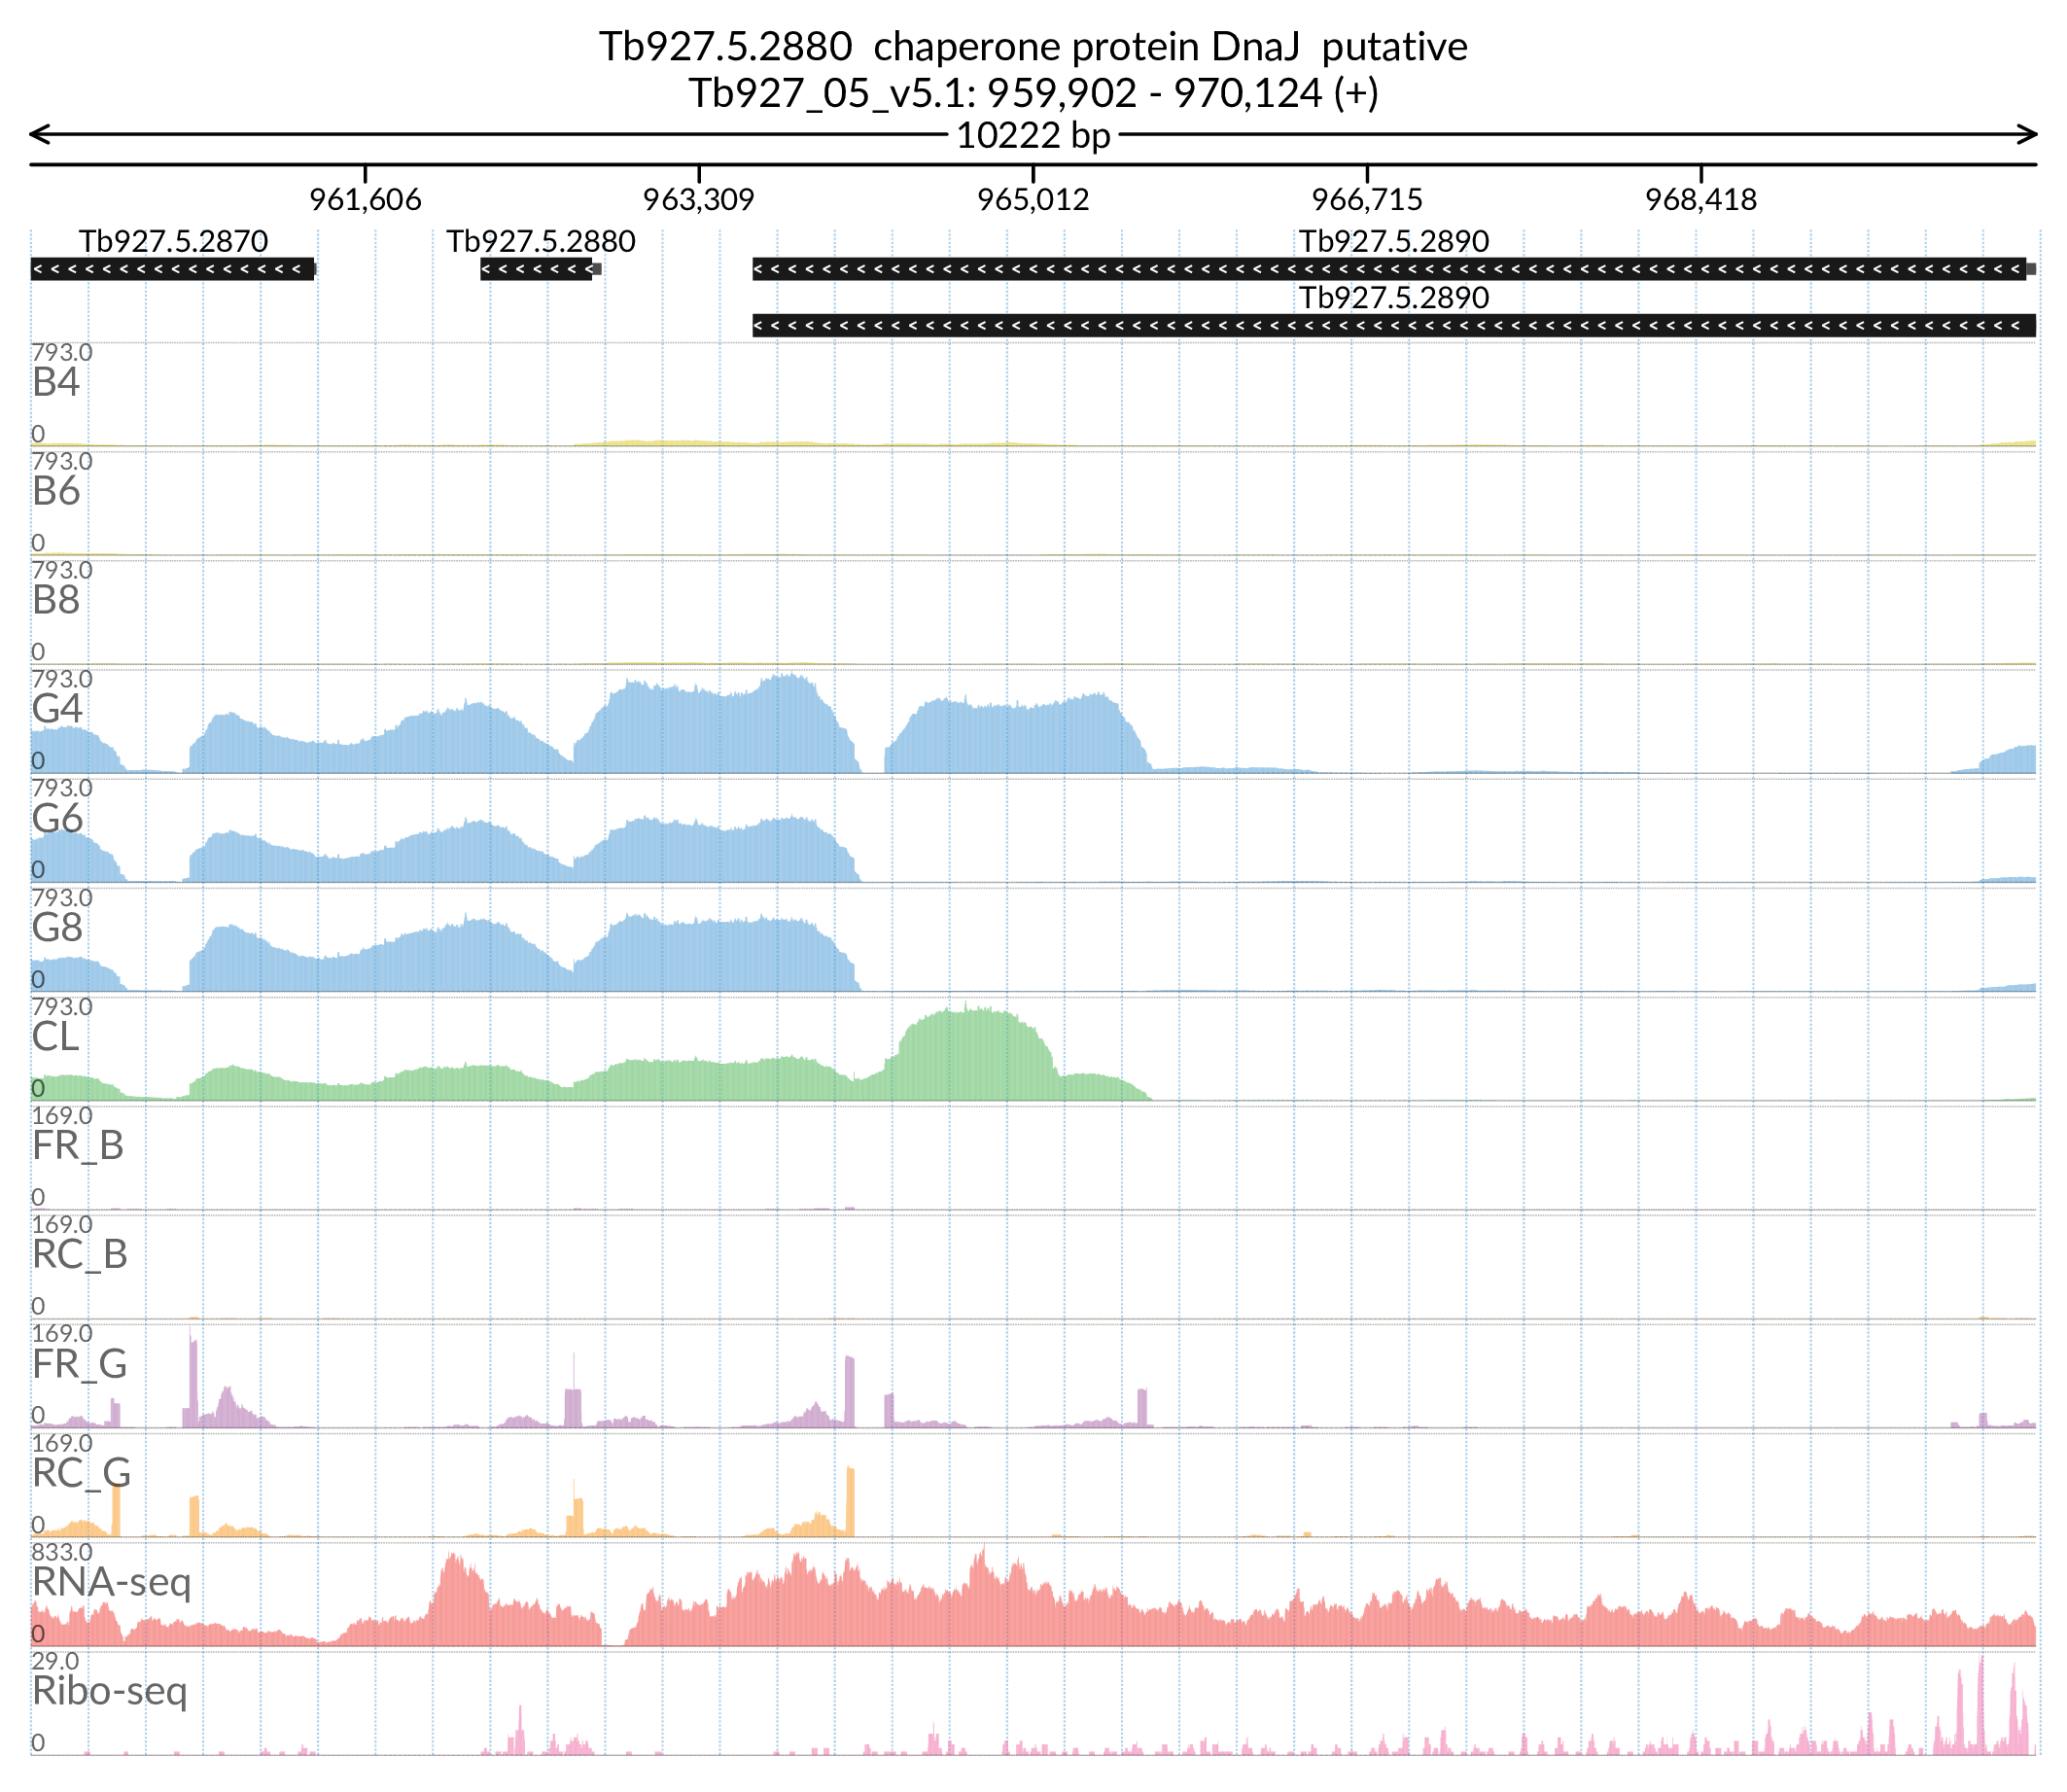 Tb927.5.2880  chaperone protein DnaJ  putative
Tb927_05_v5.1: 959,902 - 970,124 (+)
10222 bp
961,606 963,309 965,012 966,715 968,418
Tb927.5.2870 Tb927.5.2880 Tb927.5.2890
Tb927.5.2890
793.0
B4
0
793.0
B6
0
793.0
B8
0
793.0
G4
0
793.0
G6
0
793.0
G8
0
793.0
CL
0
169.0
FR_B
0
169.0
RC_B
0
169.0
FR_G
0
169.0
RC_G
0
833.0
RNA-seq
0
29.0
Ribo-seq
0